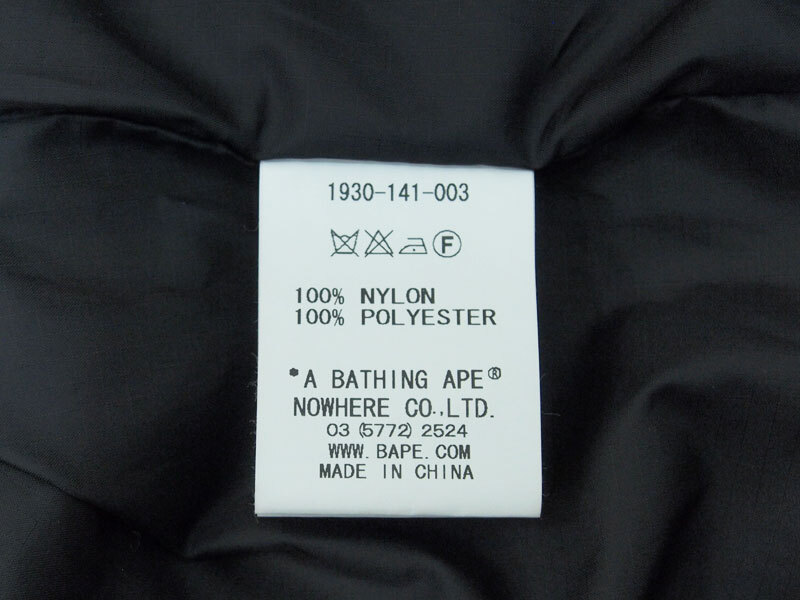 1930-141-003
F
100% NYLON
100% POLYESTER
*A BATHING APE®
NOWHERE CO.,LTD.
03 (5772) 2524
WWW. BAPE. COM
MADE IN CHINA